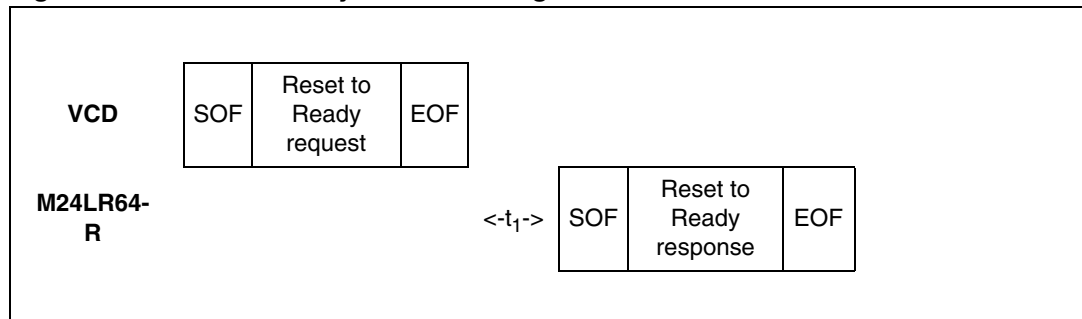 VCD
SOF
Reset to
Ready
request
EOF
M24LR64-
R
<-t1->
SOF
Reset to
Ready
response
EOF